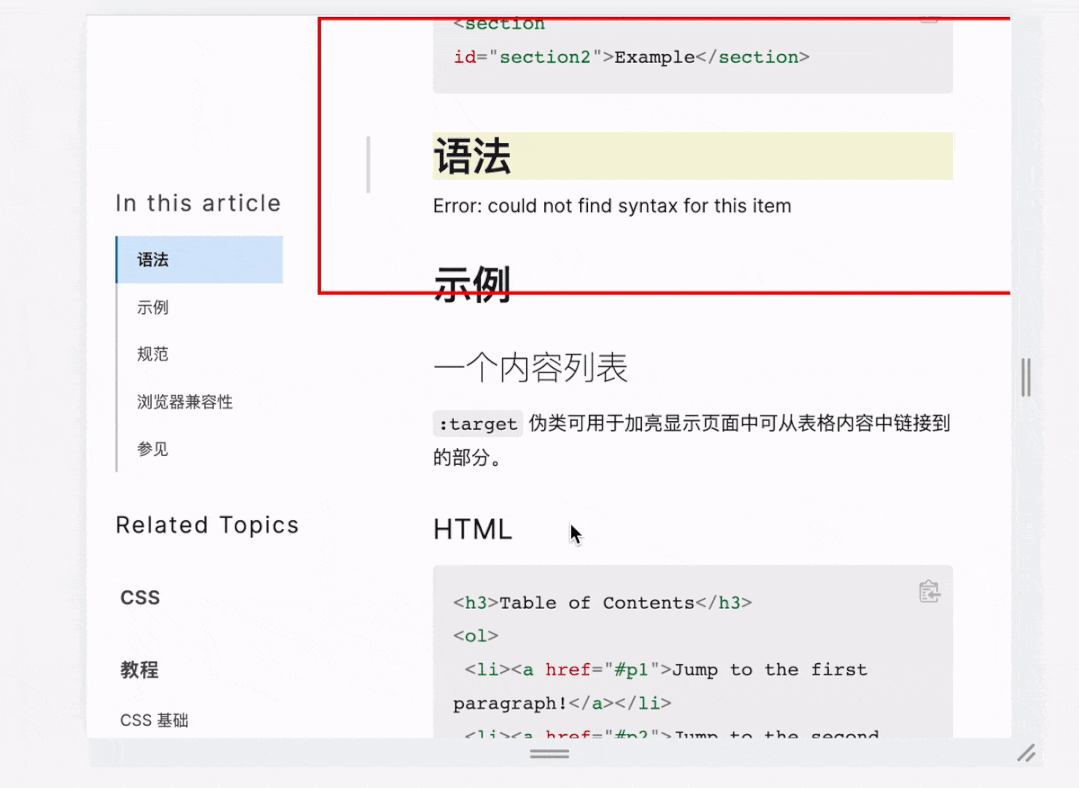 In this article
语法
示例
规范
浏览器兼容性
参见
Related Topics
CSS
教程
CSS 基础
<section
id="section2">Example</section>
语法
Error: could not find syntax for this item
示例
一个内容列表
:target 伪类可用于加亮显示页面中可从表格内容中链接到
的部分。
HTML
<h3>Table of Contents</h3>
<ol>
<li><a href="#p1">Jump to the first
paragraph!</a></li>
<li><a href="#p2">Jump to the second